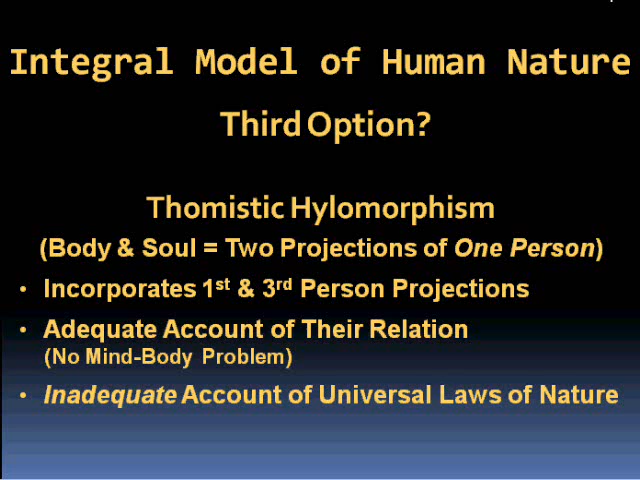 Integral Model of Human Nature
Third Option?
Thomistic Hylomorphism
(Body & Soul = Two Projections of One Person)
• Incorporates 1st & 3rd Person Projections
• Adequate Account of Their Relation
(No Mind-Body Problem)
• Inadequate Account of Universal Laws of Nature